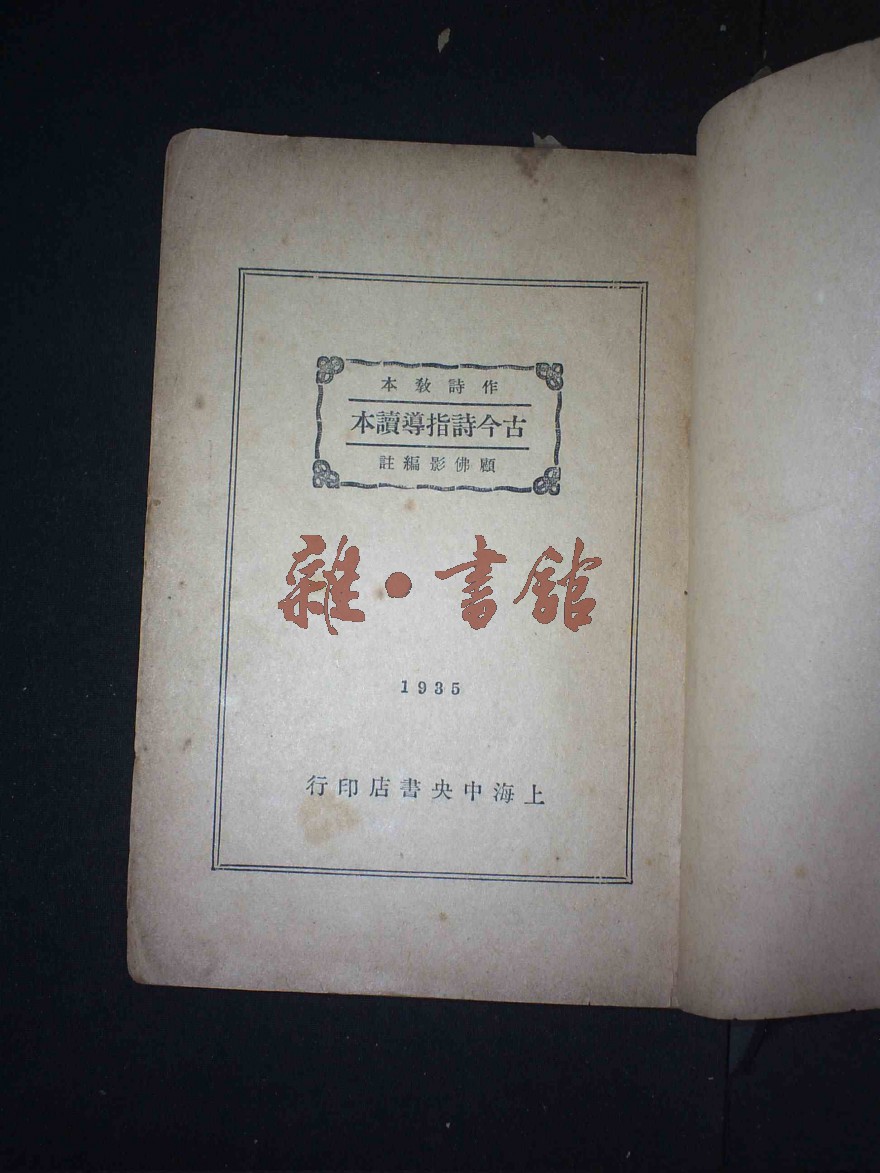 作詩教本
古今詩指導讀本
顧佛影編註
雜·書館
1935
上海中央書店印行